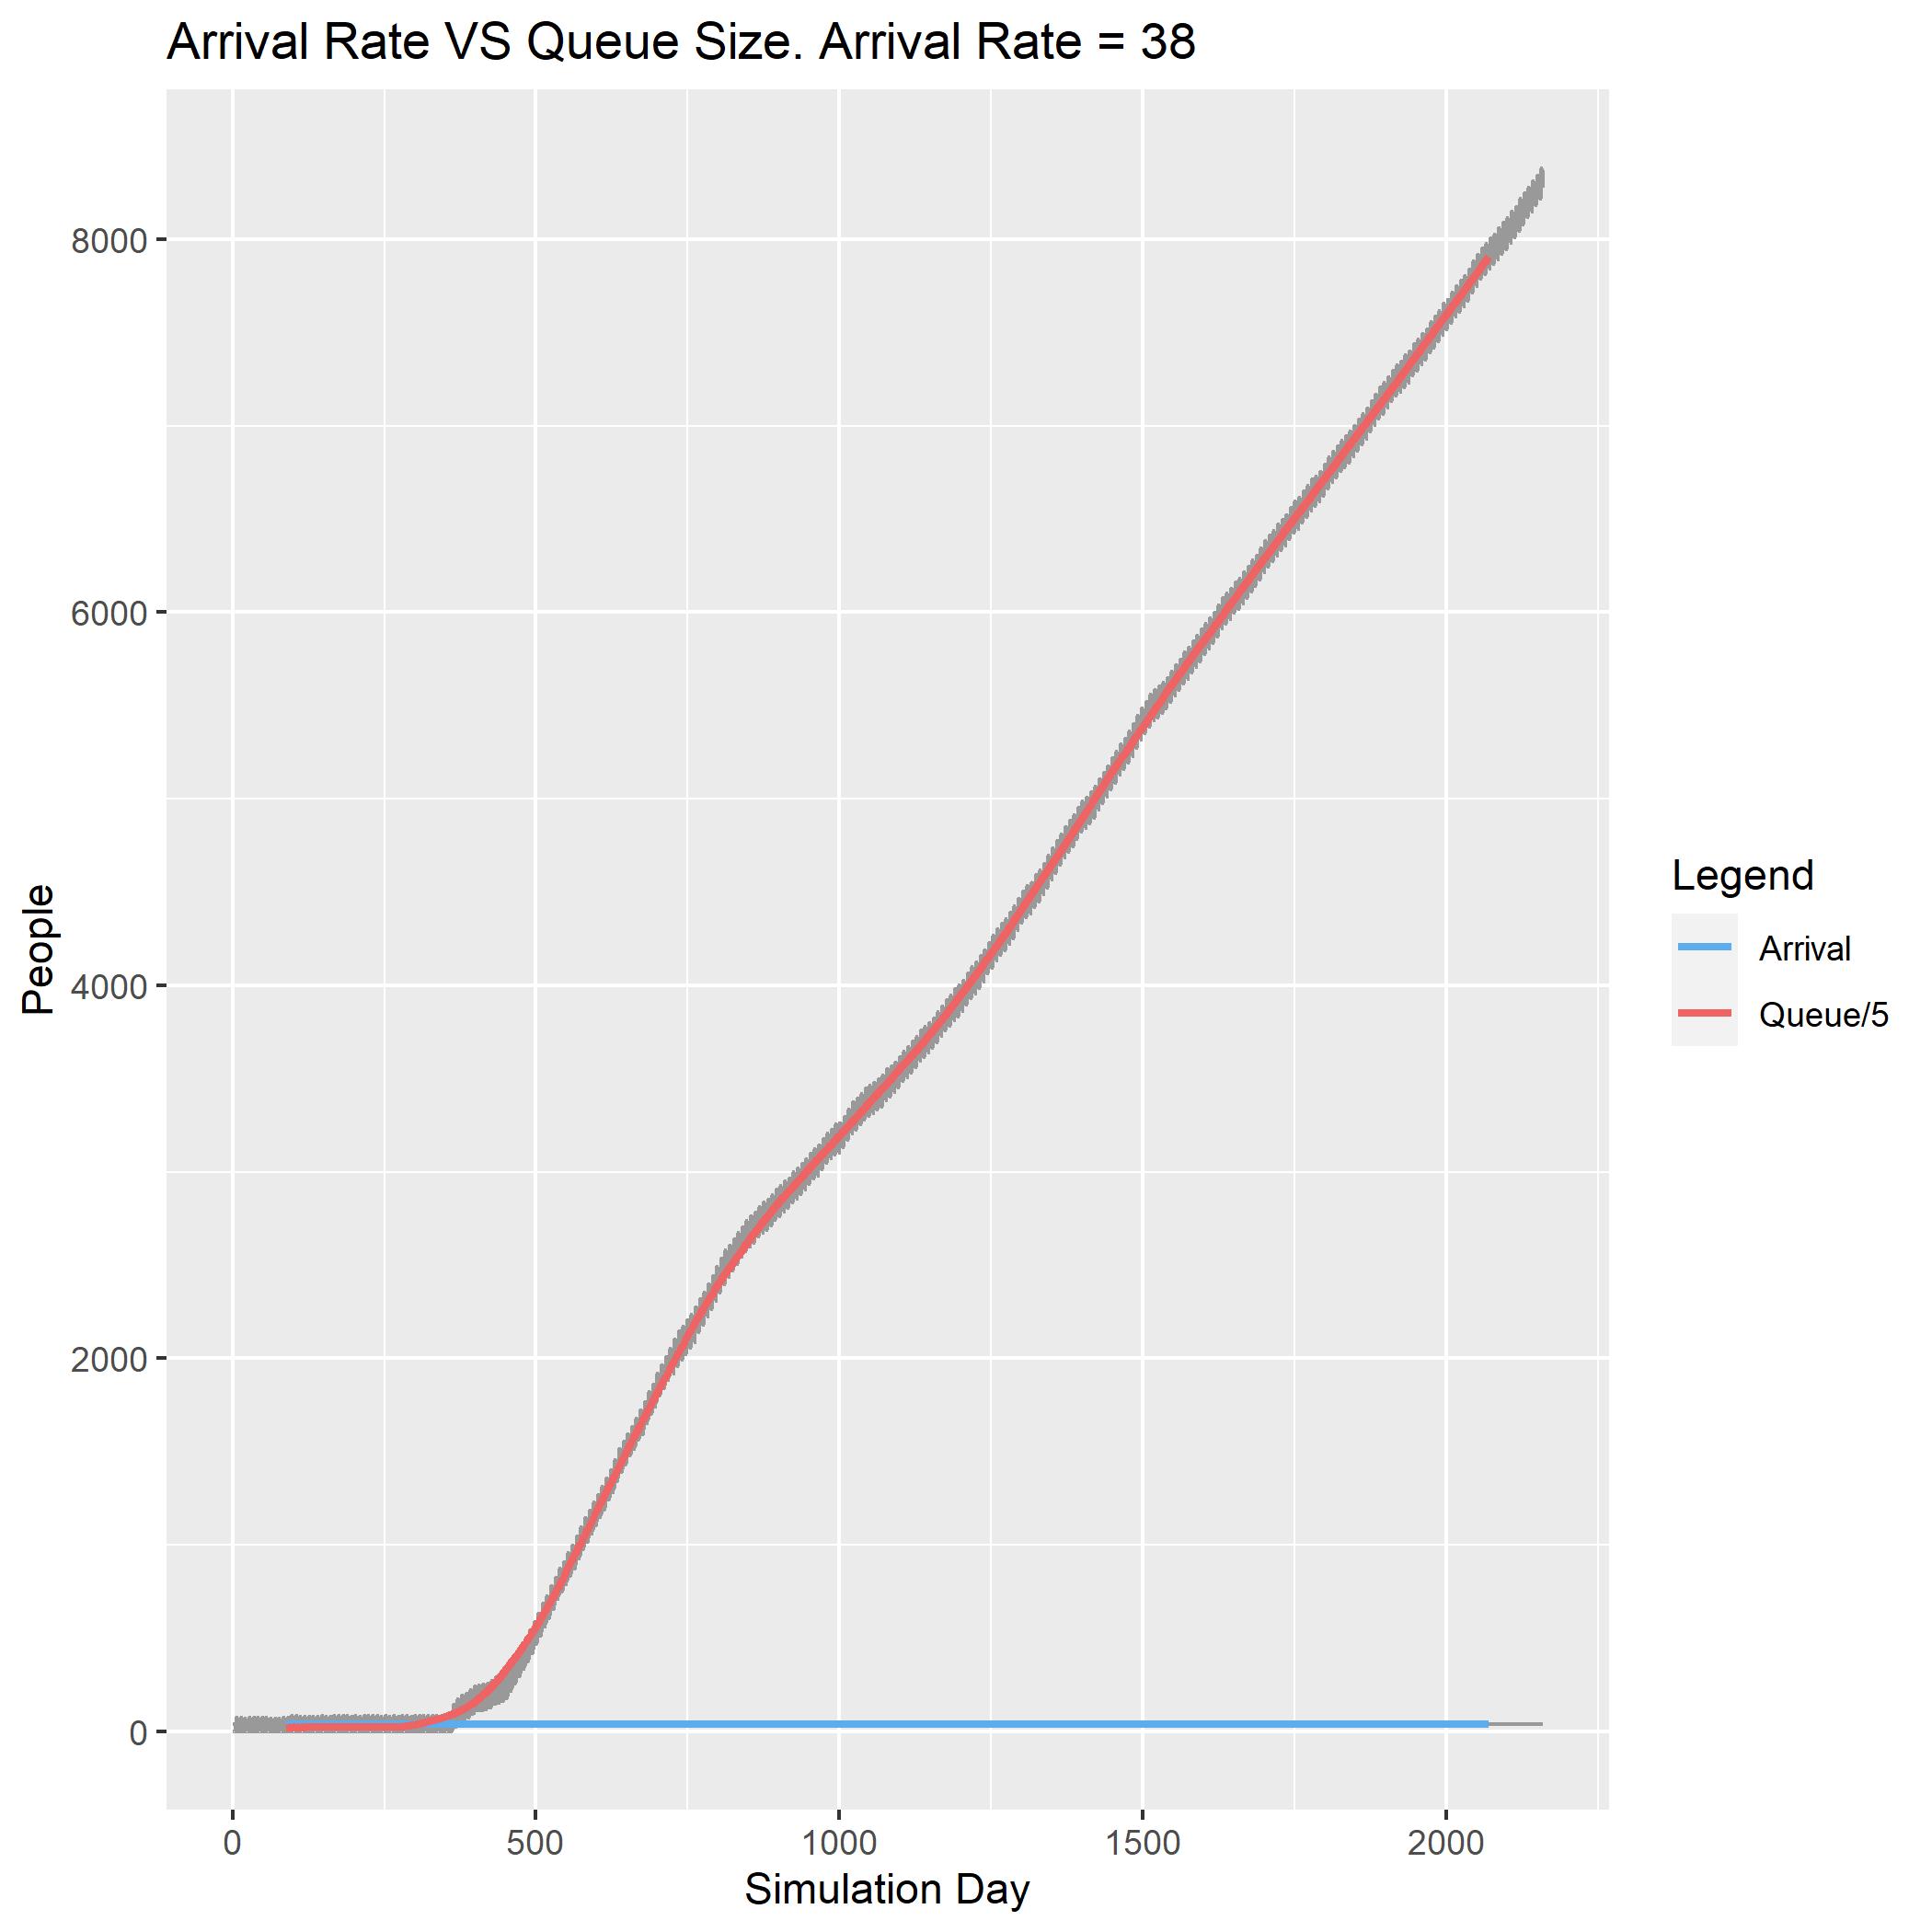 Arrival Rate VS Queue Size. Arrival Rate = 38
8000
6000
4000
2000
0
People
0 500 1000 1500 2000
Simulation Day
Legend
Arrival
Queue/5